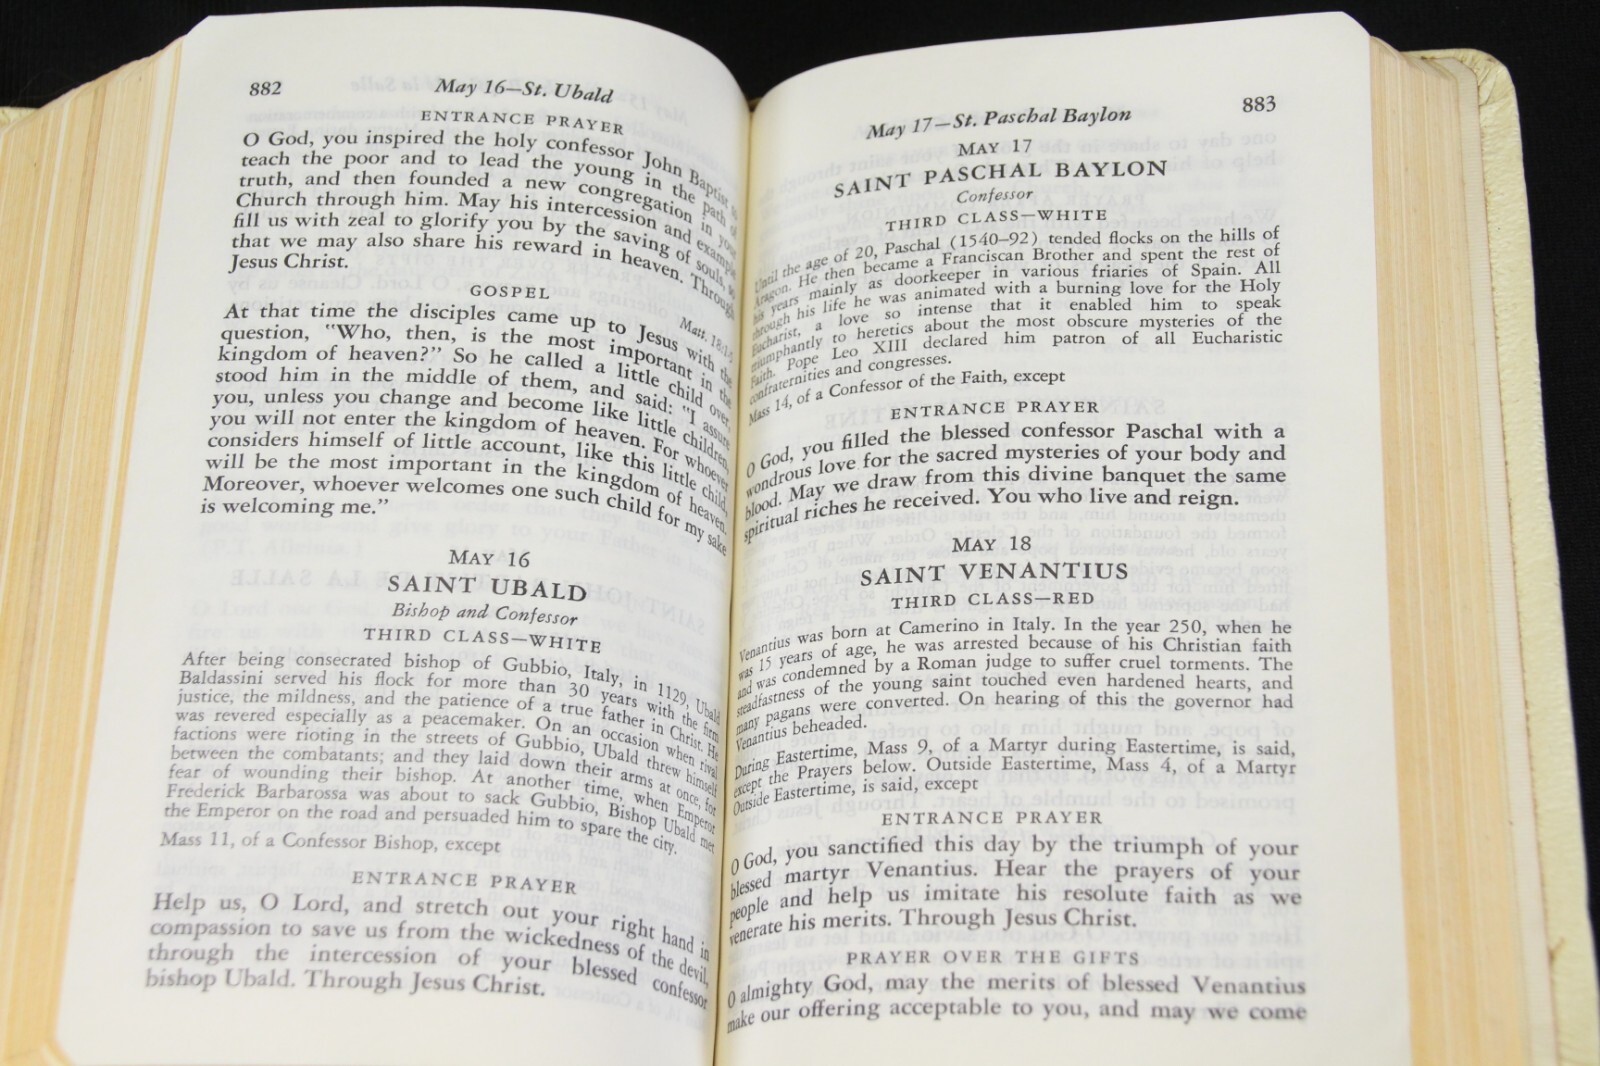 882
May 16—St. Ubald
ENTRANCE PRAYER
O God, you inspired the holy confessor John Baptist to
teach the poor and to lead the young in the path of
truth, and then founded a new congregation in your
Church through him. May his intercession and example
fill us with zeal to glorify you by the saving of souls, so
that we may also share his reward in heaven. Through
Jesus Christ.
GOSPEL
Matt. 18:1-5
At that time the disciples came up to Jesus with the
question, "Who, then, is the most important in the
kingdom of heaven?" So he called a little child over,
stood him in the middle of them, and said: "I assure
you, unless you change and become like little children,
you will not enter the kingdom of heaven. For whoever
considers himself of little account, like this little child,
will be the most important in the kingdom of heaven.
Moreover, whoever welcomes one such child for my sake
is welcoming me."
MAY 16
SAINT UBALD
Bishop and Confessor
THIRD CLASS—WHITE
After being consecrated bishop of Gubbio, Italy, in 1129, Ubald
Baldassini served his flock for more than 30 years with the firm
justice, the mildness, and the patience of a true father in Christ. He
was revered especially as a peacemaker. On an occasion when rival
factions were rioting in the streets of Gubbio, Ubald threw himself
between the combatants; and they laid down their arms at once, for
fear of wounding their bishop. At another time, when Emperor
Frederick Barbarossa was about to sack Gubbio, Bishop Ubald met
the Emperor on the road and persuaded him to spare the city.
Mass 11, of a Confessor Bishop, except
ENTRANCE PRAYER
Help us, O Lord, and stretch out your right hand in
compassion to save us from the wickedness of the devil,
through the intercession of your blessed confessor
bishop Ubald. Through Jesus Christ.
May 17—St. Paschal Baylon
883
MAY 17
SAINT PASCHAL BAYLON
Confessor
THIRD CLASS—WHITE
Until the age of 20, Paschal (1540–92) tended flocks on the hills of
Aragon. He then became a Franciscan Brother and spent the rest of
his years mainly as doorkeeper in various friaries of Spain. All
through his life he was animated with a burning love for the Holy
Eucharist, a love so intense that it enabled him to speak
triumphantly to heretics about the most obscure mysteries of the
Faith. Pope Leo XIII declared him patron of all Eucharistic
confraternities and congresses.
Mass 14, of a Confessor of the Faith, except
ENTRANCE PRAYER
O God, you filled the blessed confessor Paschal with a
wondrous love for the sacred mysteries of your body and
blood. May we draw from this divine banquet the same
spiritual riches he received. You who live and reign.
MAY 18
SAINT VENANTIUS
THIRD CLASS—RED
Venantius was born at Camerino in Italy. In the year 250, when he
was 15 years of age, he was arrested because of his Christian faith
and was condemned by a Roman judge to suffer cruel torments. The
steadfastness of the young saint touched even hardened hearts, and
many pagans were converted. On hearing of this the governor had
Venantius beheaded.
During Eastertime, Mass 9, of a Martyr during Eastertime, is said,
except the Prayers below. Outside Eastertime, Mass 4, of a Martyr
Outside Eastertime, is said, except
ENTRANCE PRAYER
O God, you sanctified this day by the triumph of your
blessed martyr Venantius. Hear the prayers of your
people and help us imitate his resolute faith as we
venerate his merits. Through Jesus Christ.
PRAYER OVER THE GIFTS
O almighty God, may the merits of blessed Venantius
make our offering acceptable to you, and may we come